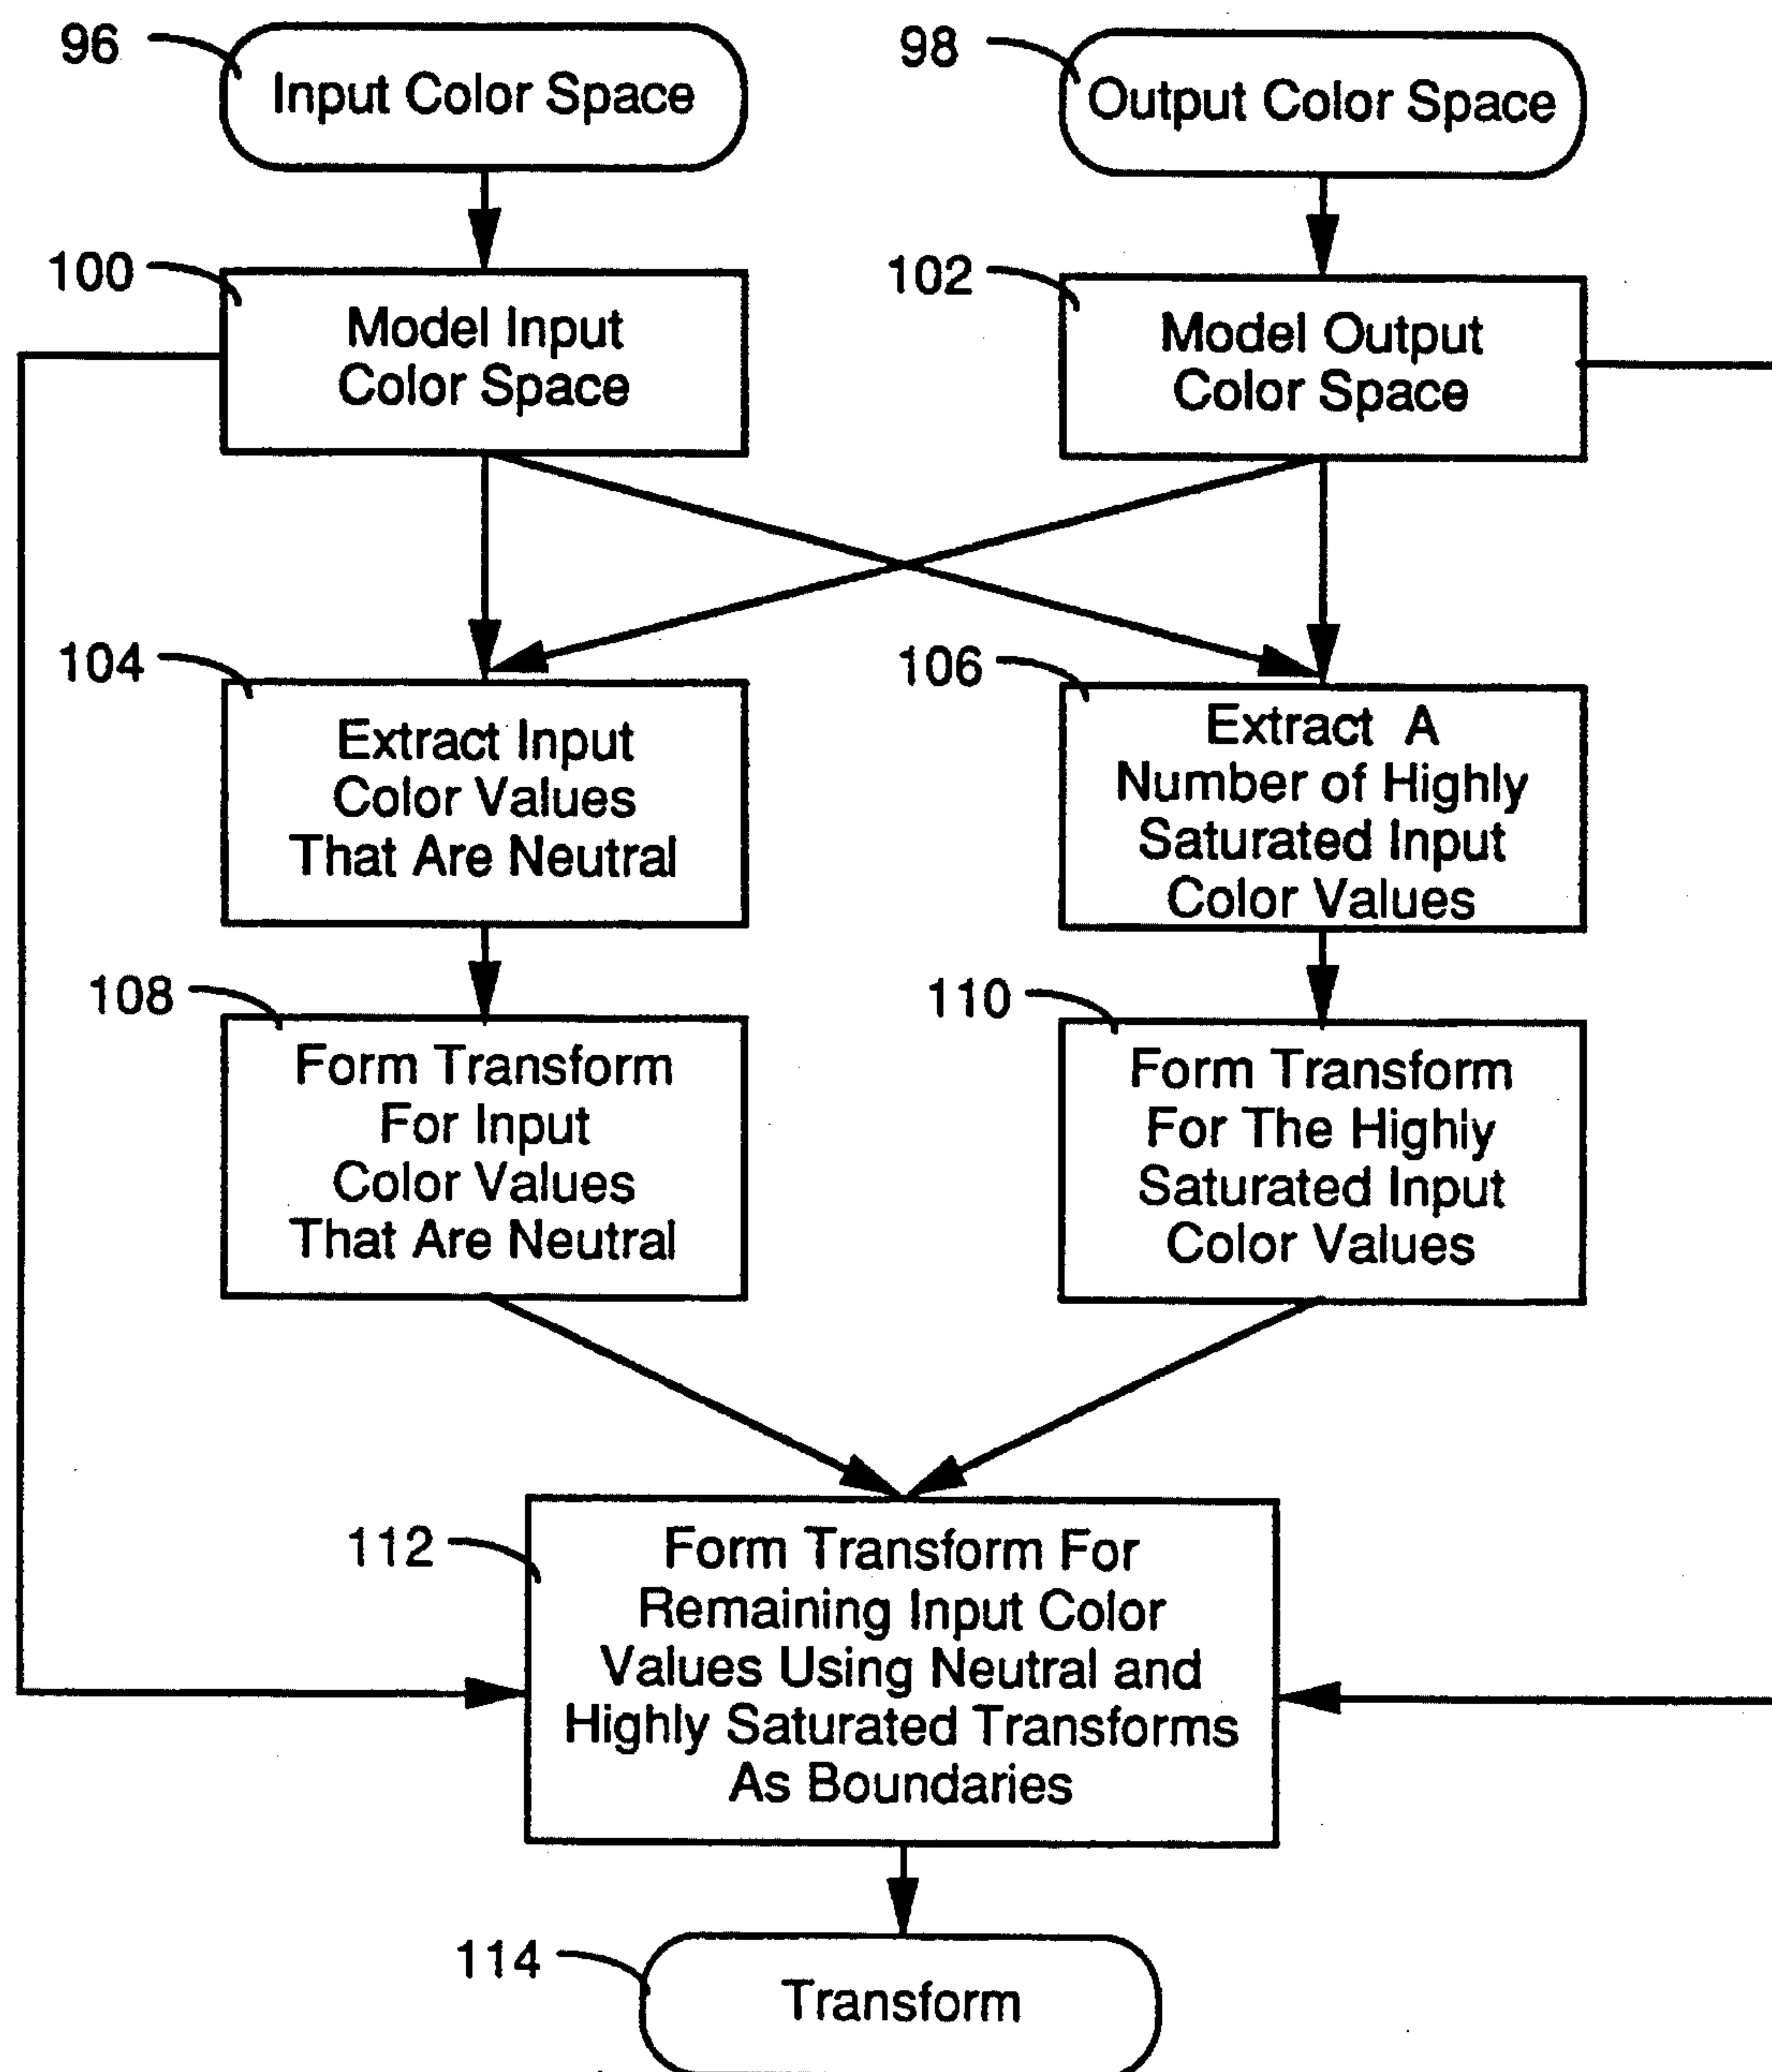 96
Input Color Space
98
Output Color Space
100
Model Input
Color Space
102
Model Output
Color Space
104
Extract Input
Color Values
That Are Neutral
106
Extract A
Number of Highly
Saturated Input
Color Values
108
Form Transform
For Input
Color Values
That Are Neutral
110
Form Transform
For The Highly
Saturated Input
Color Values
112
Form Transform For
Remaining Input Color
Values Using Neutral and
Highly Saturated Transforms
As Boundaries
114
Transform